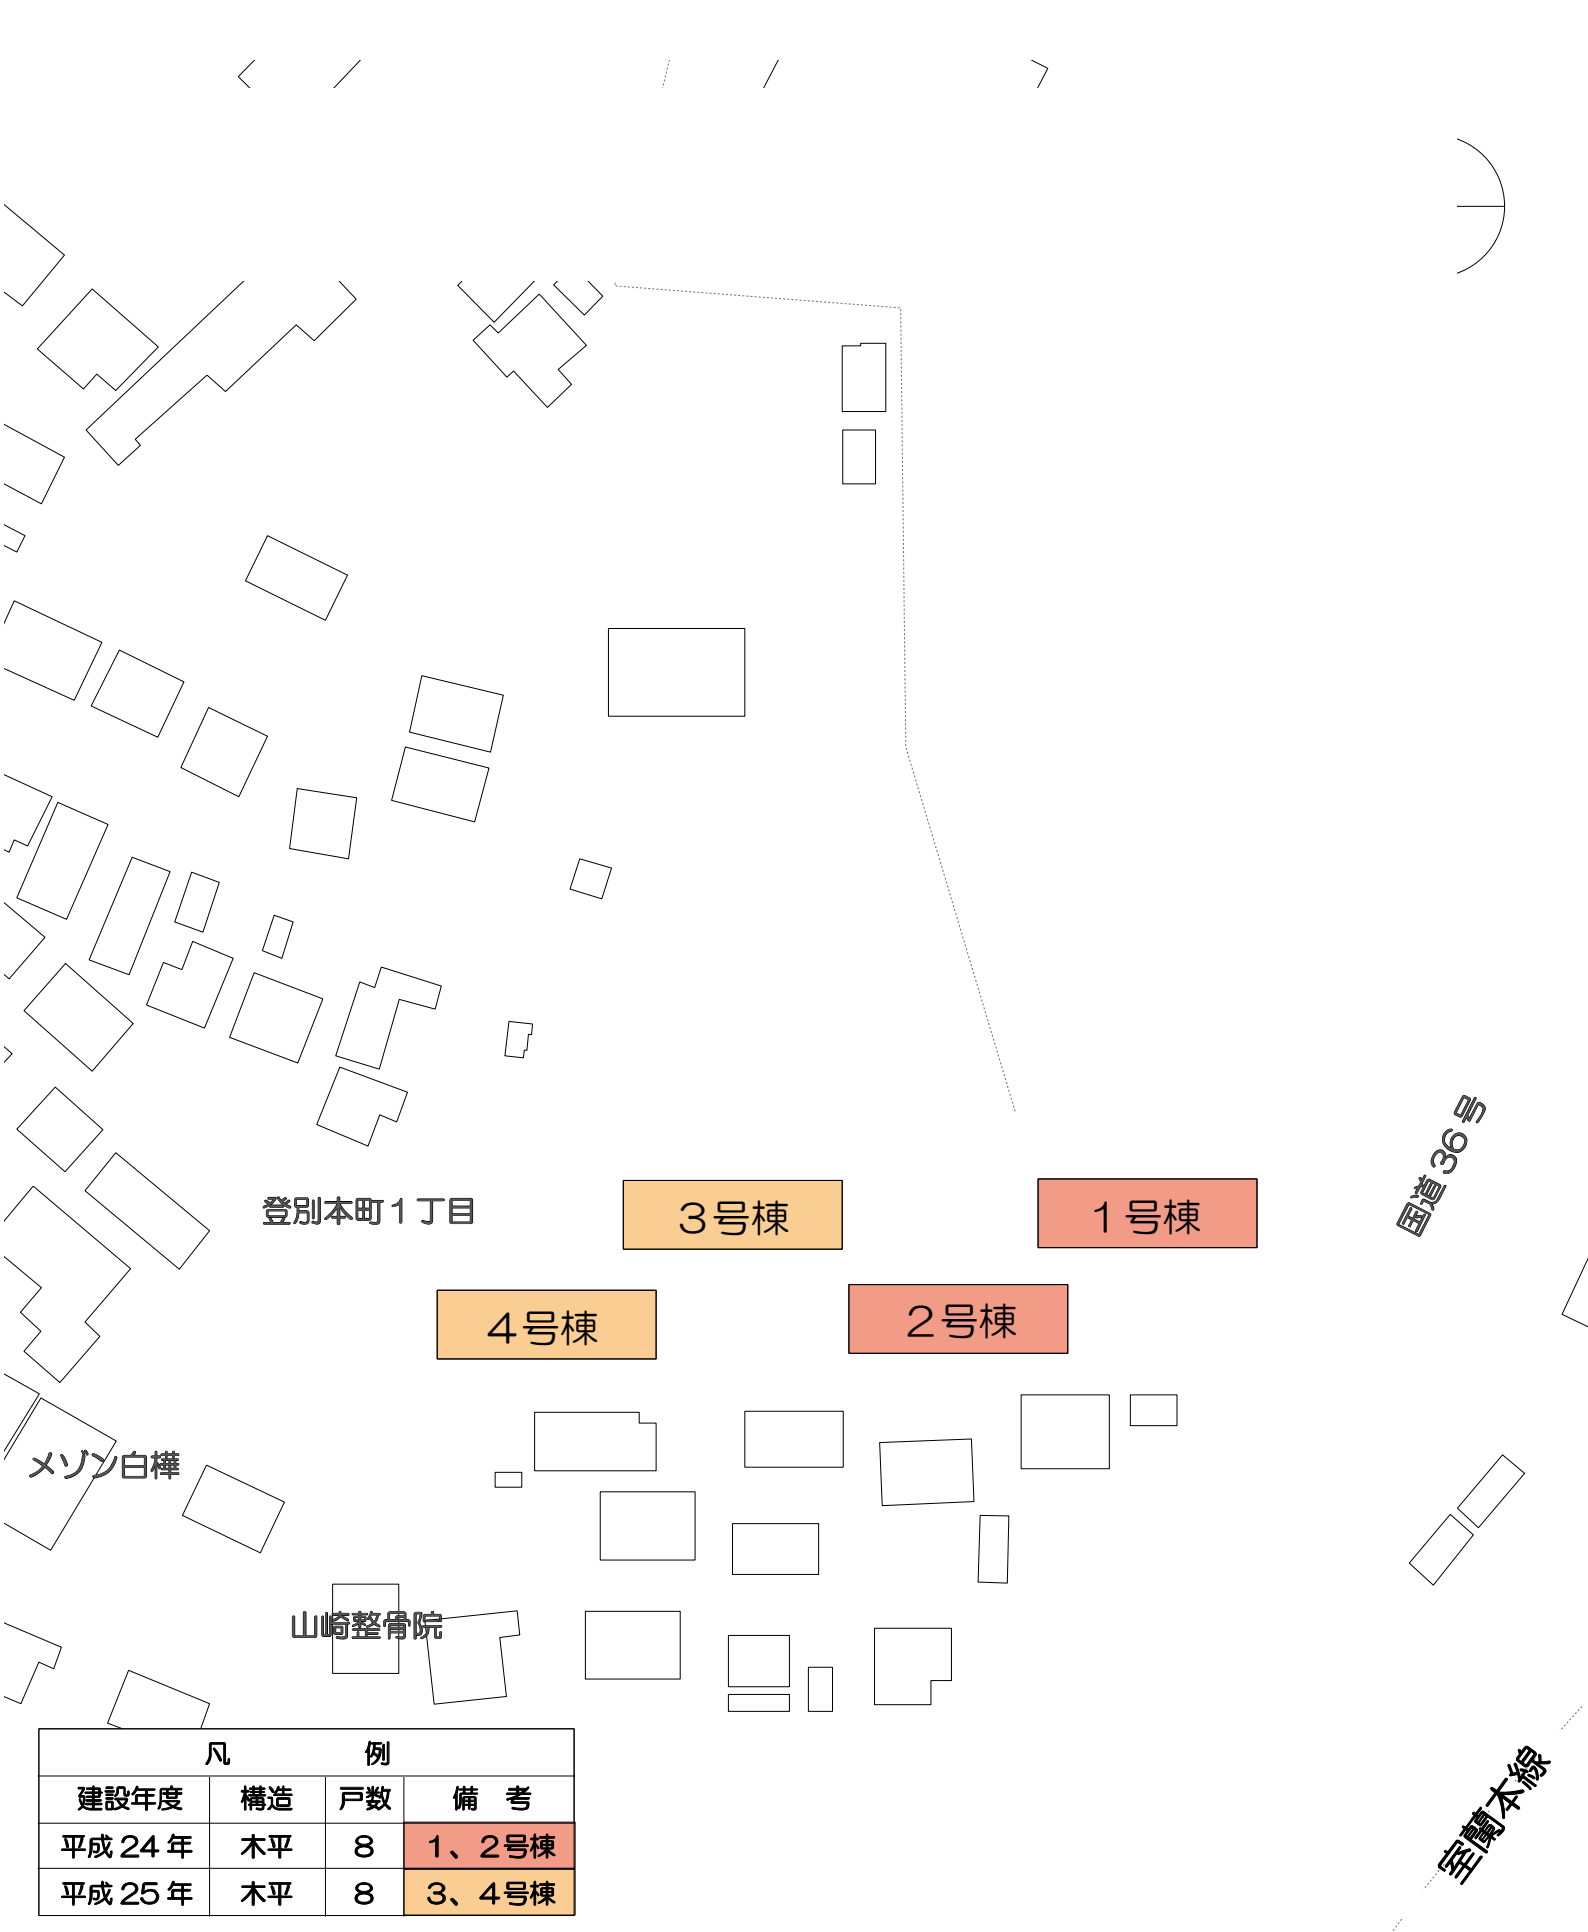 国道36号
登別本町1丁目
3号棟
1号棟
4号棟
2号棟
メゾン白樺
山崎整骨院
室蘭本線
凡 例
建設年度 構造 戸数 備 考
平成24年 木平 8 1、2号棟
平成25年 木平 8 3、4号棟